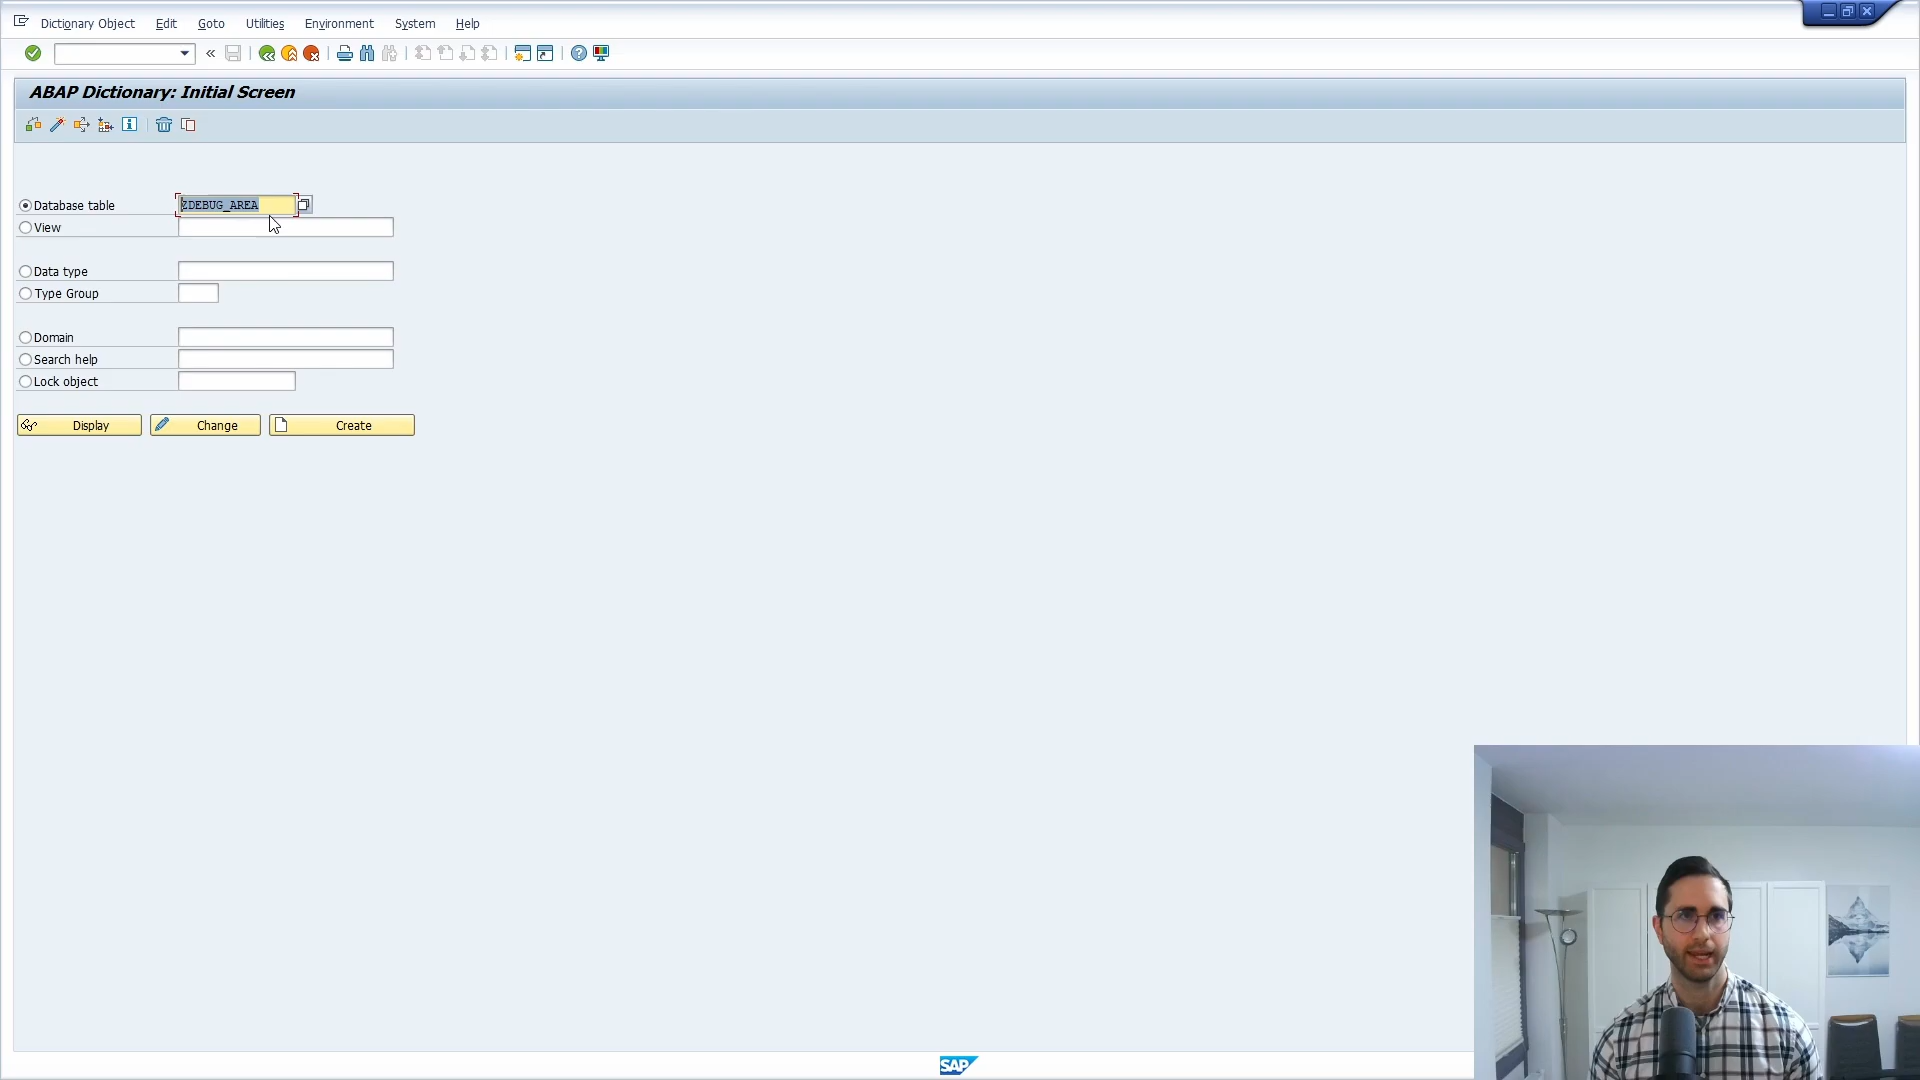 Dictionary Object Edit Goto Utilities Environment System Help
ABAP Dictionary: Initial Screen
Database table ZDEBUG_AREA
View
Data type
Type Group
Domain
Search help
Lock object
Display Change Create
SAP